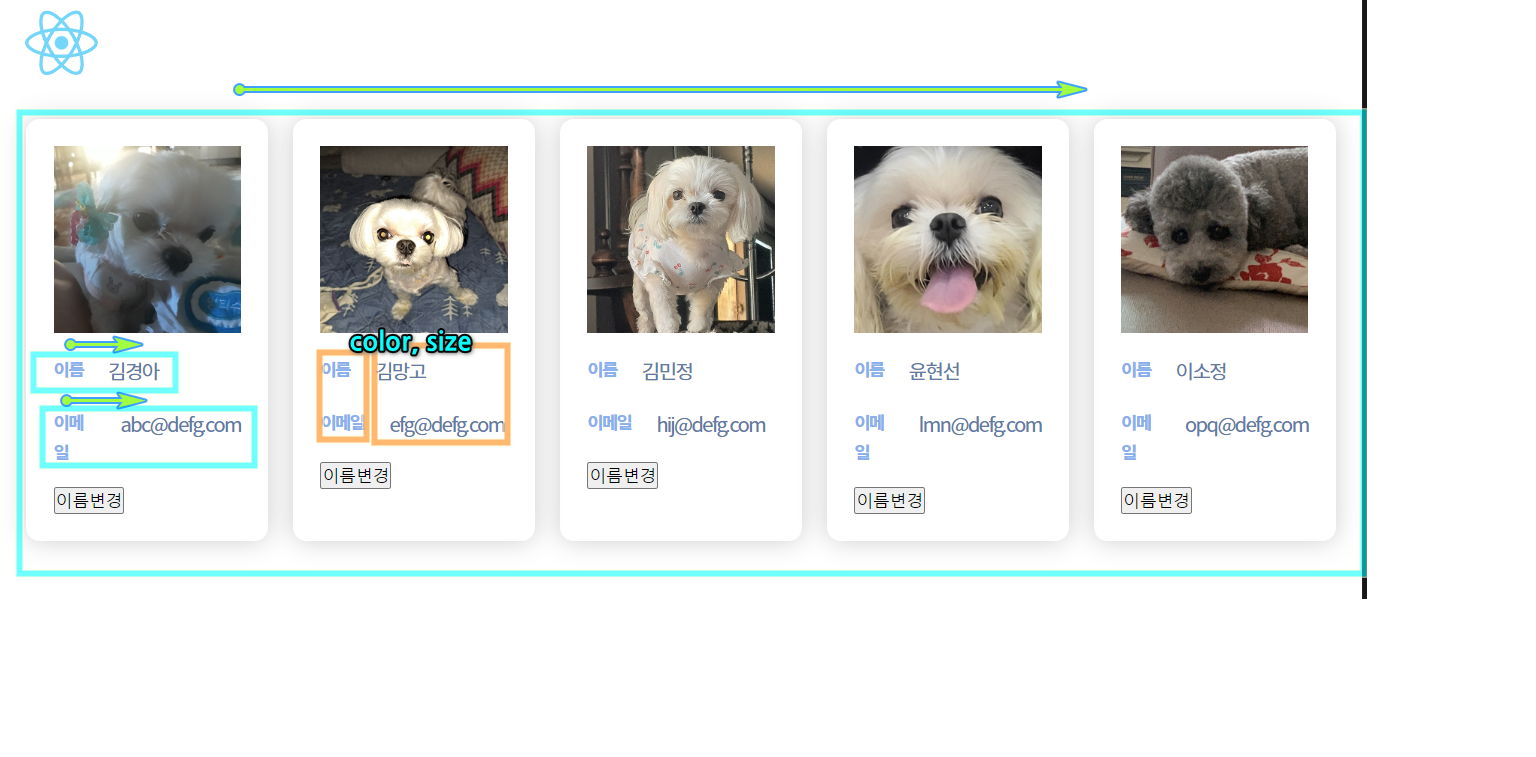 color, size
이름 김경아
이메
일 abc@defg.com
이름변경
이름 김망고
이메일 efg@defg.com
이름변경
이름 김민정
이메일 hij@defg.com
이름변경
이름 윤현선
이메
일 lmn@defg.com
이름변경
이름 이소정
이메
일 opq@defg.com
이름변경